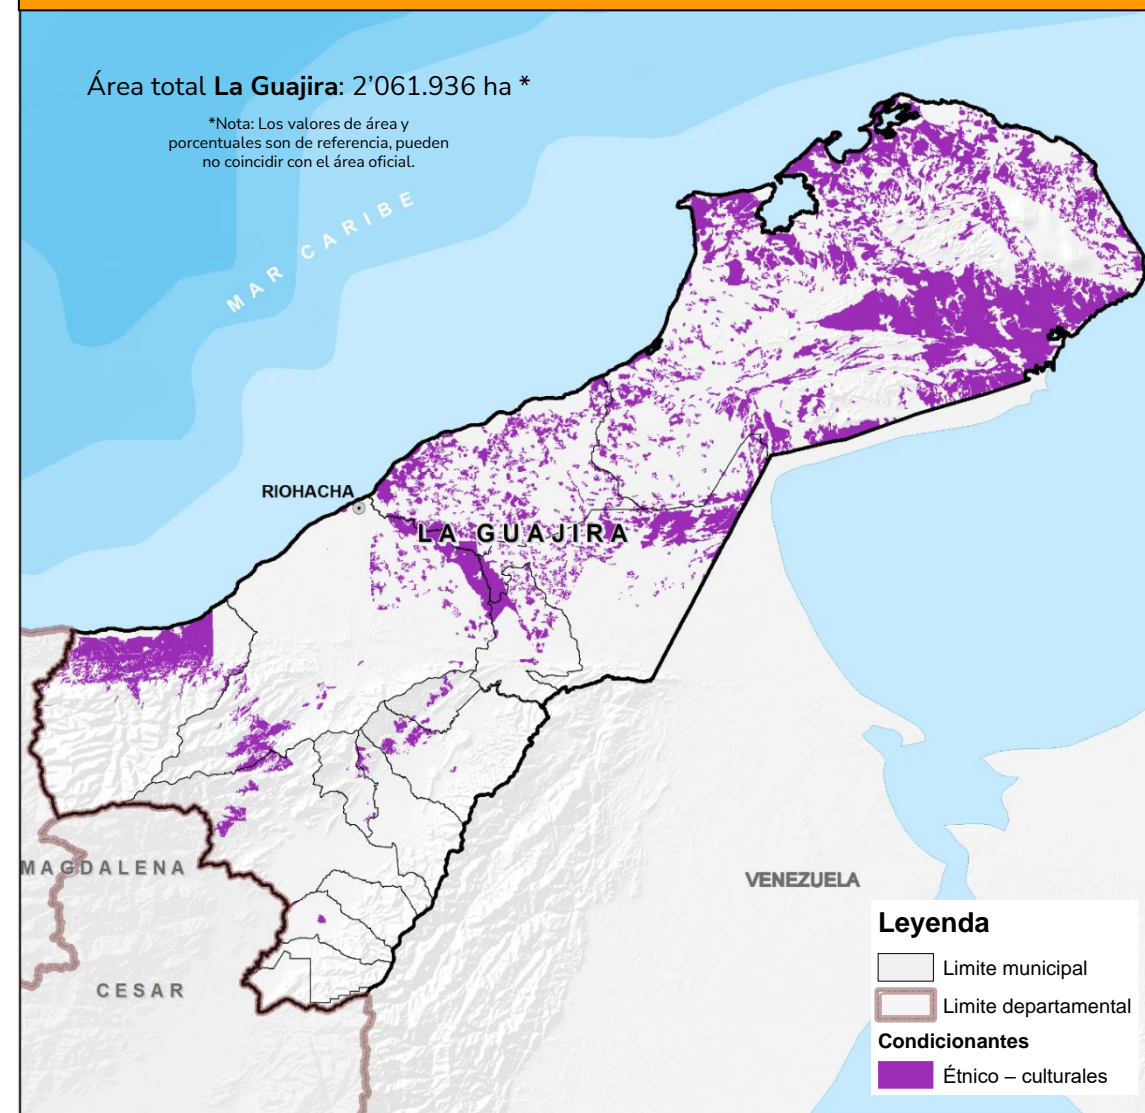 Área total La Guajira: 2’061.936 ha *
*Nota: Los valores de área y
porcentuales son de referencia, pueden
no coincidir con el área oficial.
MAR CARIBE
RIOHACHA
LA GUAJIRA
MAGDALENA
VENEZUELA
CESAR
Leyenda
Limite municipal
Limite departamental
Condicionantes
Étnico – culturales